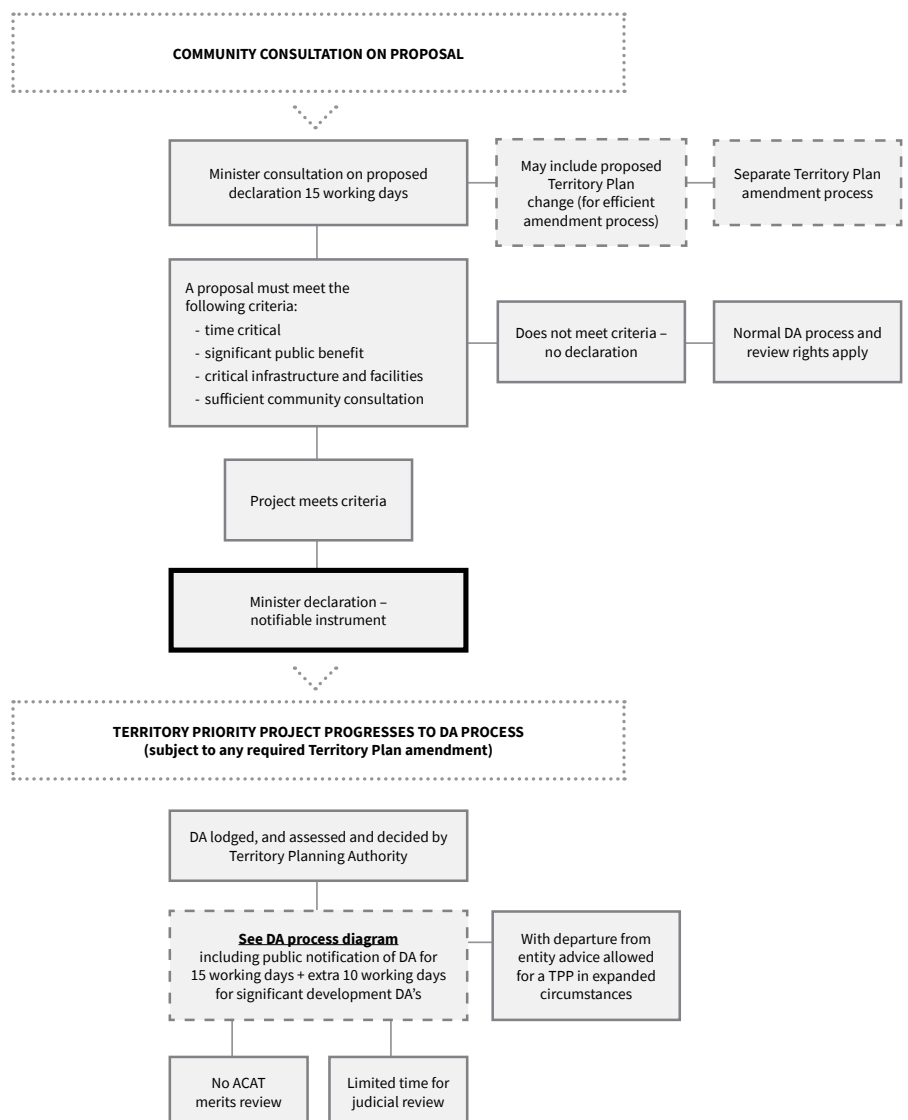 COMMUNITY CONSULTATION ON PROPOSAL
Minister consultation on proposed
declaration 15 working days
May include proposed
Territory Plan
change (for efficient
amendment process)
Separate Territory Plan
amendment process
A proposal must meet the
following criteria:
- time critical
- significant public benefit
- critical infrastructure and facilities
- sufficient community consultation
Does not meet criteria –
no declaration
Normal DA process and
review rights apply
Project meets criteria
Minister declaration –
notifiable instrument
TERRITORY PRIORITY PROJECT PROGRESSES TO DA PROCESS
(subject to any required Territory Plan amendment)
DA lodged, and assessed and decided by
Territory Planning Authority
See DA process diagram
including public notification of DA for
15 working days + extra 10 working days
for significant development DA's
With departure from
entity advice allowed
for a TPP in expanded
circumstances
No ACAT
merits review
Limited time for
judicial review